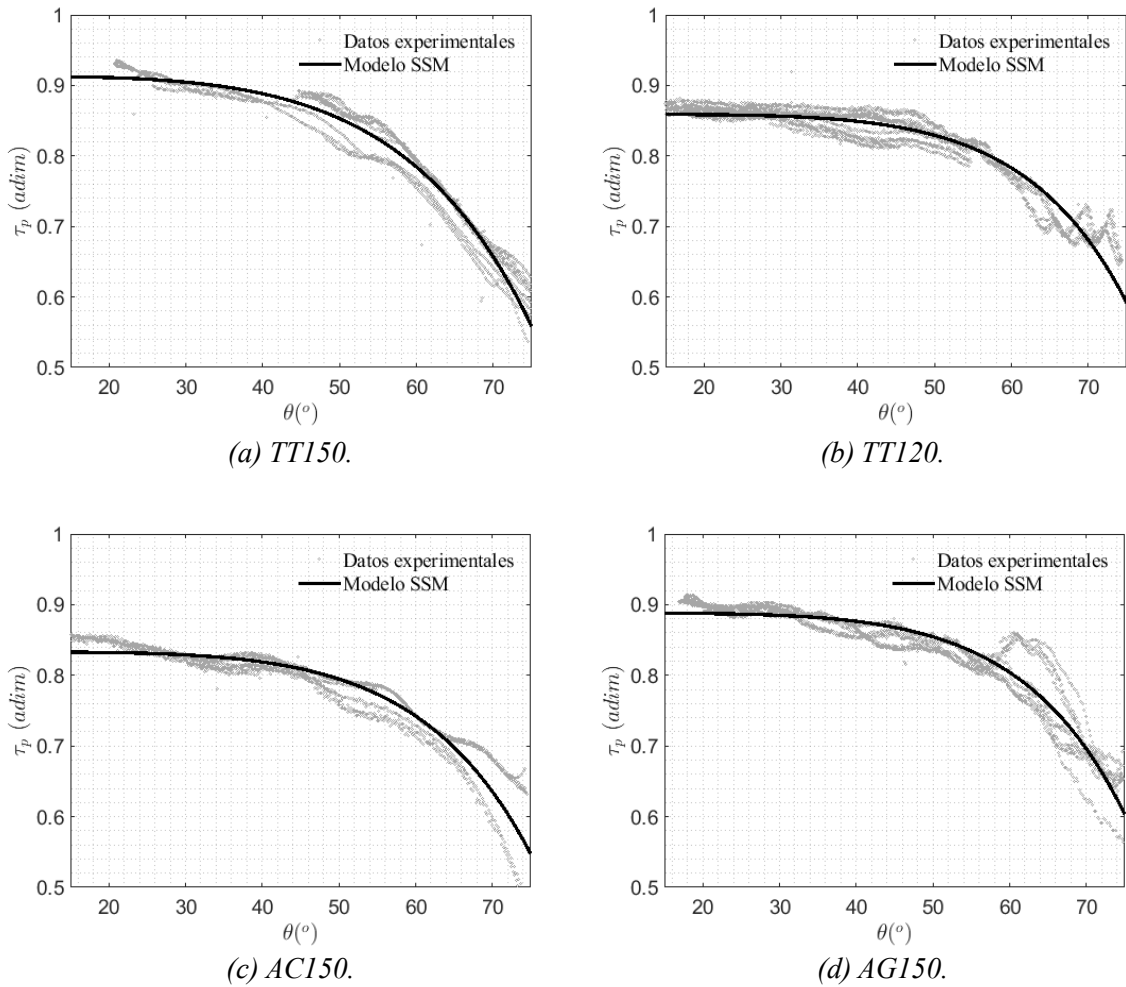 1
Datos experimentales
Modelo SSM
0.9
0.8
0.7
0.6
0.5
τ_p (adim)
20 30 40 50 60 70
θ(°)
(a) TT150.
1
Datos experimentales
Modelo SSM
0.9
0.8
0.7
0.6
0.5
τ_p (adim)
20 30 40 50 60 70
θ(°)
(b) TT120.
1
Datos experimentales
Modelo SSM
0.9
0.8
0.7
0.6
0.5
τ_p (adim)
20 30 40 50 60 70
θ(°)
(c) AC150.
1
Datos experimentales
Modelo SSM
0.9
0.8
0.7
0.6
0.5
τ_p (adim)
20 30 40 50 60 70
θ(°)
(d) AG150.